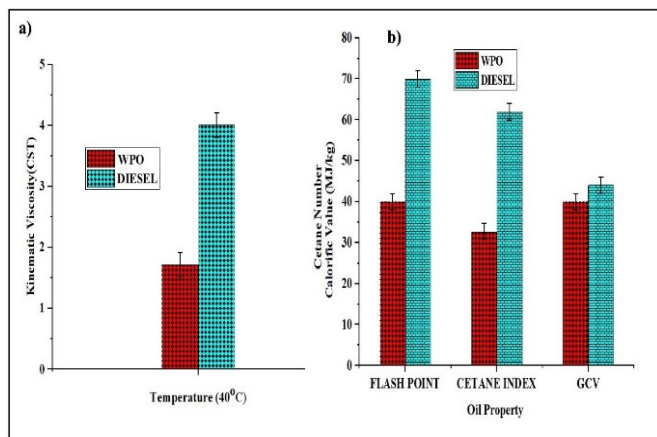 a)
Kinematic Viscosity(CST)
5
4
3
2
1
0
WPO
DIESEL
Temperature (40⁰C)
b)
Cetane Number
Calorific Value (MJ/kg)
80
70
60
50
40
30
20
10
0
WPO
DIESEL
FLASH POINT CETANE INDEX GCV
Oil Property